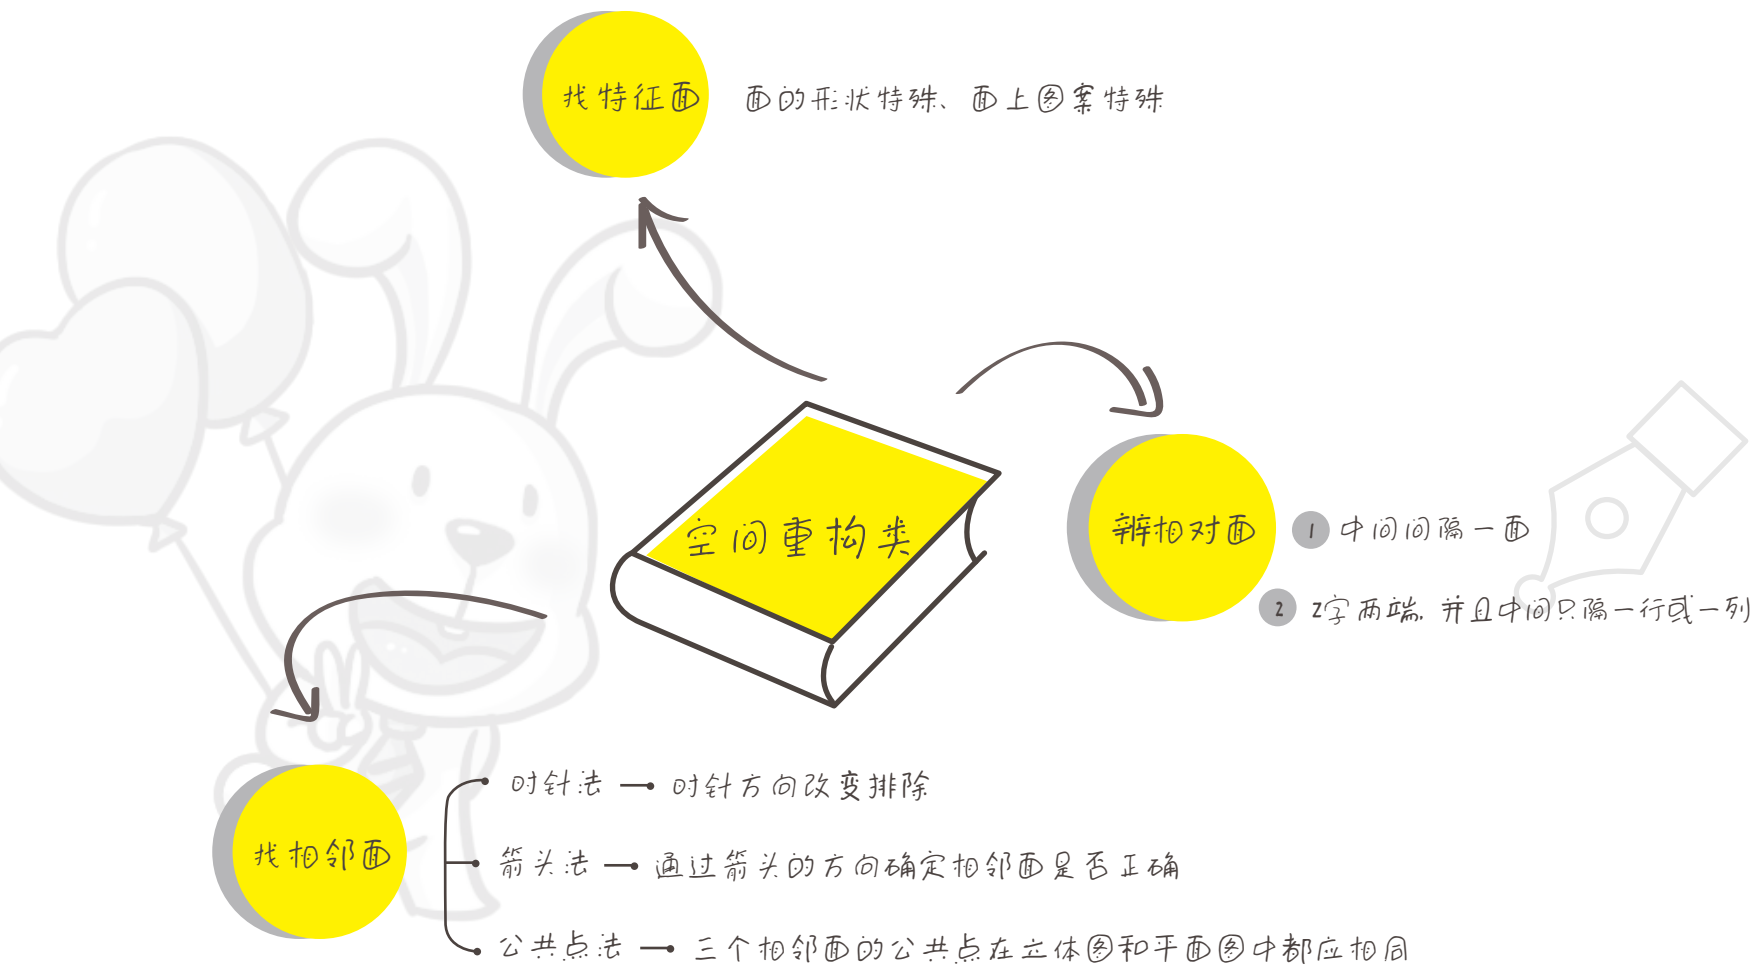 找特征面
面的形状特殊、面上图案特殊
空间重构类
辨相对面
1 中间间隔一面
2 Z字两端，并且中间只隔一行或一列
找相邻面
时针法 时针方向改变排除
箭头法 通过箭头的方向确定相邻面是否正确
公共点法 三个相邻面的公共点在立体图和平面图中都应相同